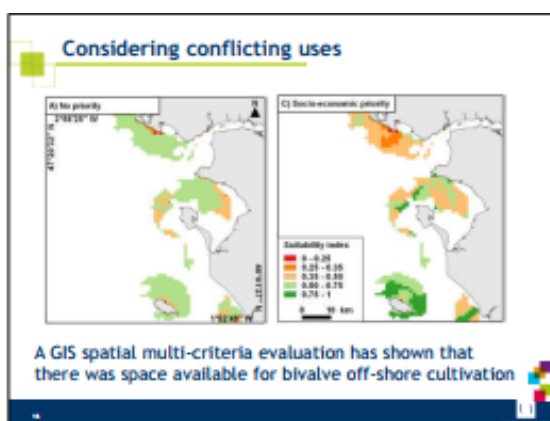 Considering conflicting uses
A) No priority
N
C) Socio-economic priority
Suitability index
0 - 0.25
0.25 - 0.35
0.35 - 0.50
0.50 - 0.75
0.75 - 1
0 10 km
A GIS spatial multi-criteria evaluation has shown that
there was space available for bivalve off-shore cultivation